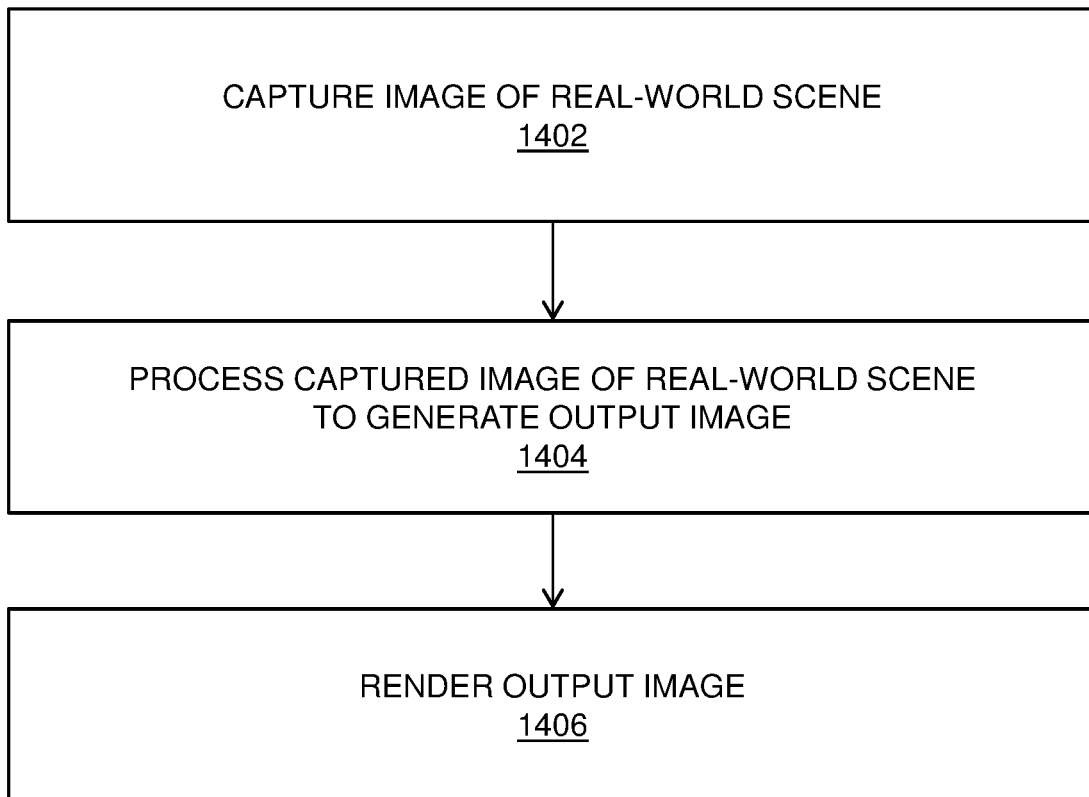 CAPTURE IMAGE OF REAL-WORLD SCENE
1402
PROCESS CAPTURED IMAGE OF REAL-WORLD SCENE
TO GENERATE OUTPUT IMAGE
1404
RENDER OUTPUT IMAGE
1406